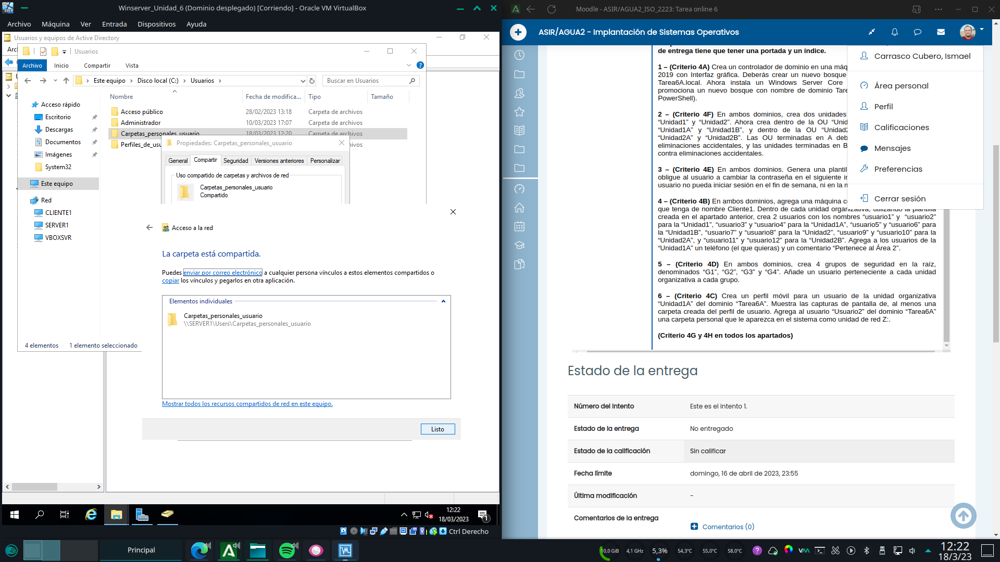 Winserver_Unidad_6 (Dominio desplegado) [Corriendo] - Oracle VM VirtualBox
Archivo Máquina Ver Entrada Dispositivos Ayuda
Usuarios y equipos de Active Directory
Usuarios
Archivo Inicio Compartir Vista
Este equipo Disco local (C:) Usuarios
Buscar en Usuarios
Nombre Fecha de modifica... Tipo Tamaño
Acceso público 28/02/2023 13:18 Carpeta de archivos
Administrador 10/03/2023 17:07 Carpeta de archivos
Carpetas_personales_usuario 18/03/2023 12:20 Carpeta de archivos
Perfiles_de_usu
Acceso rápido
Escritorio
Descargas
Documentos
Imágenes
System32
Este equipo
Red
CLIENTE1
SERVER1
VBOXSVR
4 elementos 1 elemento seleccionado
Propiedades: Carpetas_personales_usuario
General Compartir Seguridad Versiones anteriores Personalizar
Uso compartido de carpetas y archivos de red
Carpetas_personales_usuario
Compartido
Acceso a la red
La carpeta está compartida.
Puedes enviar por correo electrónico a cualquier persona vínculos a estos elementos compartidos o
copiar los vínculos y pegarlos en otra aplicación.
Elementos individuales
Carpetas_personales_usuario
\\SERVER1\Users\Carpetas_personales_usuario
Mostrar todos los recursos compartidos de red en este equipo.
Listo
12:22
18/03/2023
1
Ctrl Derecho
Moodle - ASIR/AGUA2_ISO_2223: Tarea online 6
ASIR/AGUA2 - Implantación de Sistemas Operativos
Carrasco Cubero, Ismael
Área personal
Perfil
Calificaciones
Mensajes
Preferencias
Cerrar sesión
de entrega tiene que tener una portada y un índice.
1 – (Criterio 4A) Crea un controlador de dominio en una máq
2019 con Interfaz gráfica. Deberás crear un nuevo bosque
Tarea6A.local. Ahora instala un Windows Server Core
promociona un nuevo bosque con nombre de dominio Tare
PowerShell).
2 – (Criterio 4F) En ambos dominios, crea dos unidades
“Unidad1” y “Unidad2”. Ahora crea dentro de la OU “Unid
“Unidad1A” y “Unidad1B”, y dentro de la OU “Unidad2
“Unidad2A” y “Unidad2B”. Las OU terminadas en A deb
eliminaciones accidentales, y las unidades terminadas en B
contra eliminaciones accidentales.
3 – (Criterio 4E) En ambos dominios. Genera una plantil
obligue al usuario a cambiar la contraseña en el siguiente in
usuario no pueda iniciar sesión en el fin de semana, ni en la m
4 – (Criterio 4B) En ambos dominios, agrega una máquina c
que tenga de nombre Cliente1. Dentro de cada unidad organizativa, utilizando la plantilla
creada en el apartado anterior, crea 2 usuarios con los nombres “usuario1” y “usuario2”
para la “Unidad1”, “usuario3” y “usuario4” para la “Unidad1A”, “usuario5” y “usuario6” para
la “Unidad1B”, “usuario7” y “usuario8” para la “Unidad2”, “usuario9” y “usuario10” para la
“Unidad2A”, y “usuario11” y “usuario12” para la “Unidad2B”. Agrega a los usuarios de la
“Unidad1A” un teléfono (el que quieras) y un comentario “Pertenece al Área 2”.
5 – (Criterio 4D) En ambos dominios, crea 4 grupos de seguridad en la raíz,
denominados “G1”, “G2”, “G3” y “G4”. Añade un usuario perteneciente a cada unidad
organizativa a cada grupo.
6 – (Criterio 4C) Crea un perfil móvil para un usuario de la unidad organizativa
“Unidad1A” del dominio “Tarea6A”. Muestra las capturas de pantalla de, al menos una
carpeta creada del perfil de usuario. Agrega al usuario “Usuario2” del dominio “Tarea6A”
una carpeta personal que le aparezca en el sistema como unidad de red Z:.
(Criterio 4G y 4H en todos los apartados)
Estado de la entrega
Número del intento Este es el intento 1.
Estado de la entrega No entregado
Estado de la calificación Sin calificar
Fecha límite domingo, 16 de abril de 2023, 23:55
Última modificación -
Comentarios de la entrega
Comentarios (0)
Principal
10,0 GiB 4,1 GHz 5,3% 54,3°C 55,0°C 58,0°C
12:22
18/3/23